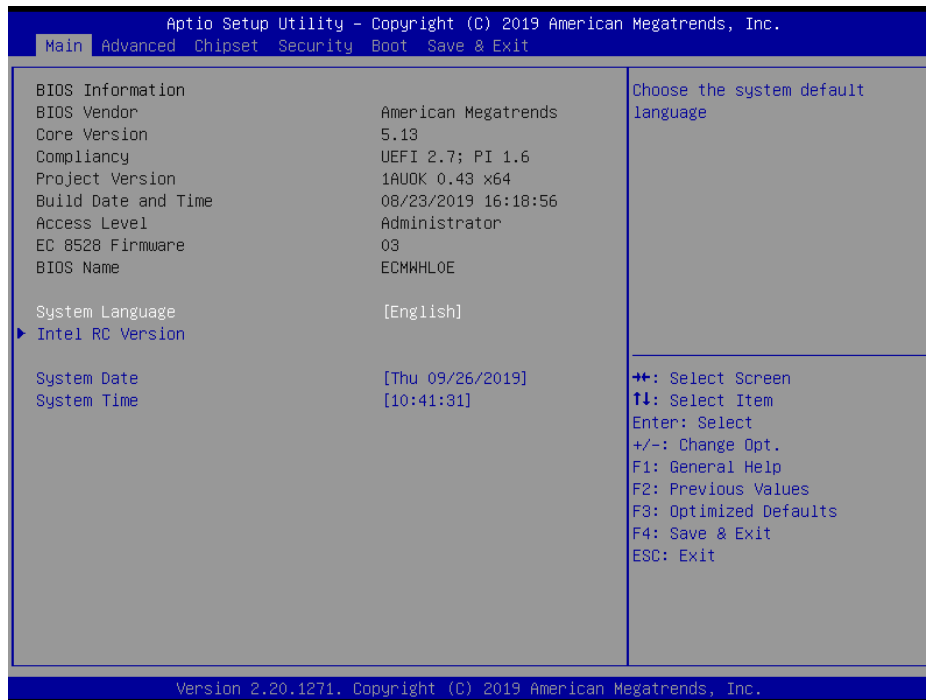 Aptio Setup Utility – Copyright (C) 2019 American Megatrends, Inc.
Main Advanced Chipset Security Boot Save & Exit
BIOS Information
BIOS Vendor American Megatrends
Core Version 5.13
Compliancy UEFI 2.7; PI 1.6
Project Version 1AUOK 0.43 x64
Build Date and Time 08/23/2019 16:18:56
Access Level Administrator
EC 8528 Firmware 03
BIOS Name ECMWHLOE
System Language [English]
Intel RC Version
System Date [Thu 09/26/2019]
System Time [10:41:31]
Choose the system default
language
→←: Select Screen
↑↓: Select Item
Enter: Select
+/-: Change Opt.
F1: General Help
F2: Previous Values
F3: Optimized Defaults
F4: Save & Exit
ESC: Exit
Version 2.20.1271. Copyright (C) 2019 American Megatrends, Inc.